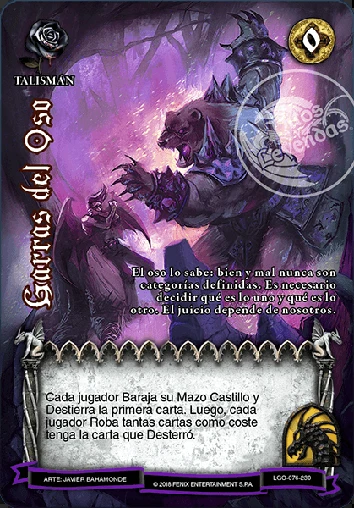 0
TALISMAN
Garras del Oso
El oso lo sabe: bien y mal nunca son
categorías definidas. Es necesario
decidir qué es lo uno y qué es lo
otro. El juicio depende de nosotros.
Cada jugador Baraja su Mazo Castillo y
Destierra la primera carta. Luego, cada
jugador Roba tantas cartas como coste
tenga la carta que Desterró.
ARTE: JAVIER BAHAMONDE
© 2018 FENIX ENTERTAINMENT S.P.A